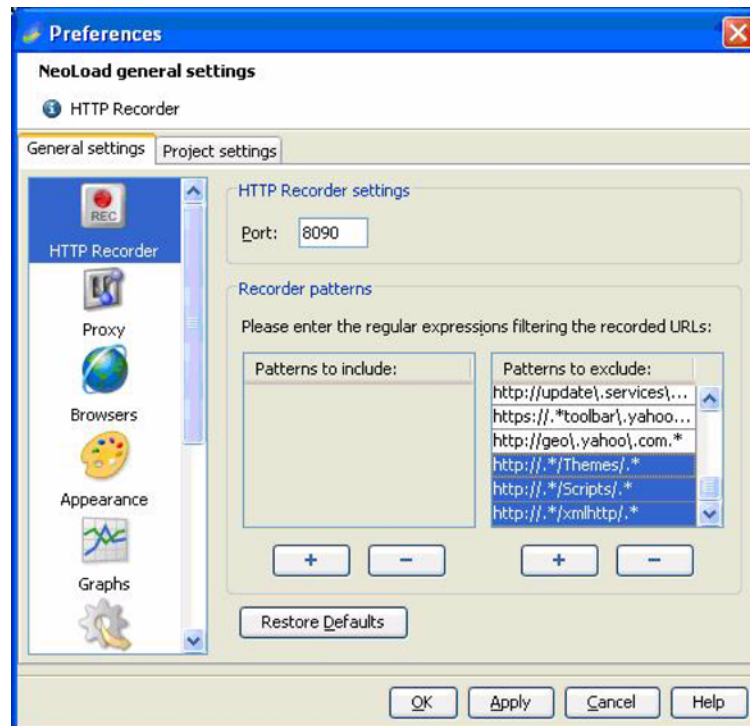 Preferences
NeoLoad general settings
HTTP Recorder
General settings
Project settings
REC
HTTP Recorder
Proxy
Browsers
Appearance
Graphs
HTTP Recorder settings
Port: 8090
Recorder patterns
Please enter the regular expressions filtering the recorded URLs:
Patterns to include:
Patterns to exclude:
http://update\.services\...
https://.*toolbar\.yahoo...
http://geo\.yahoo\.com.*
http://.*/Themes/.*
http://.*/Scripts/.*
http://.*/xmlhttp/.*
+ - + -
Restore Defaults
OK Apply Cancel Help